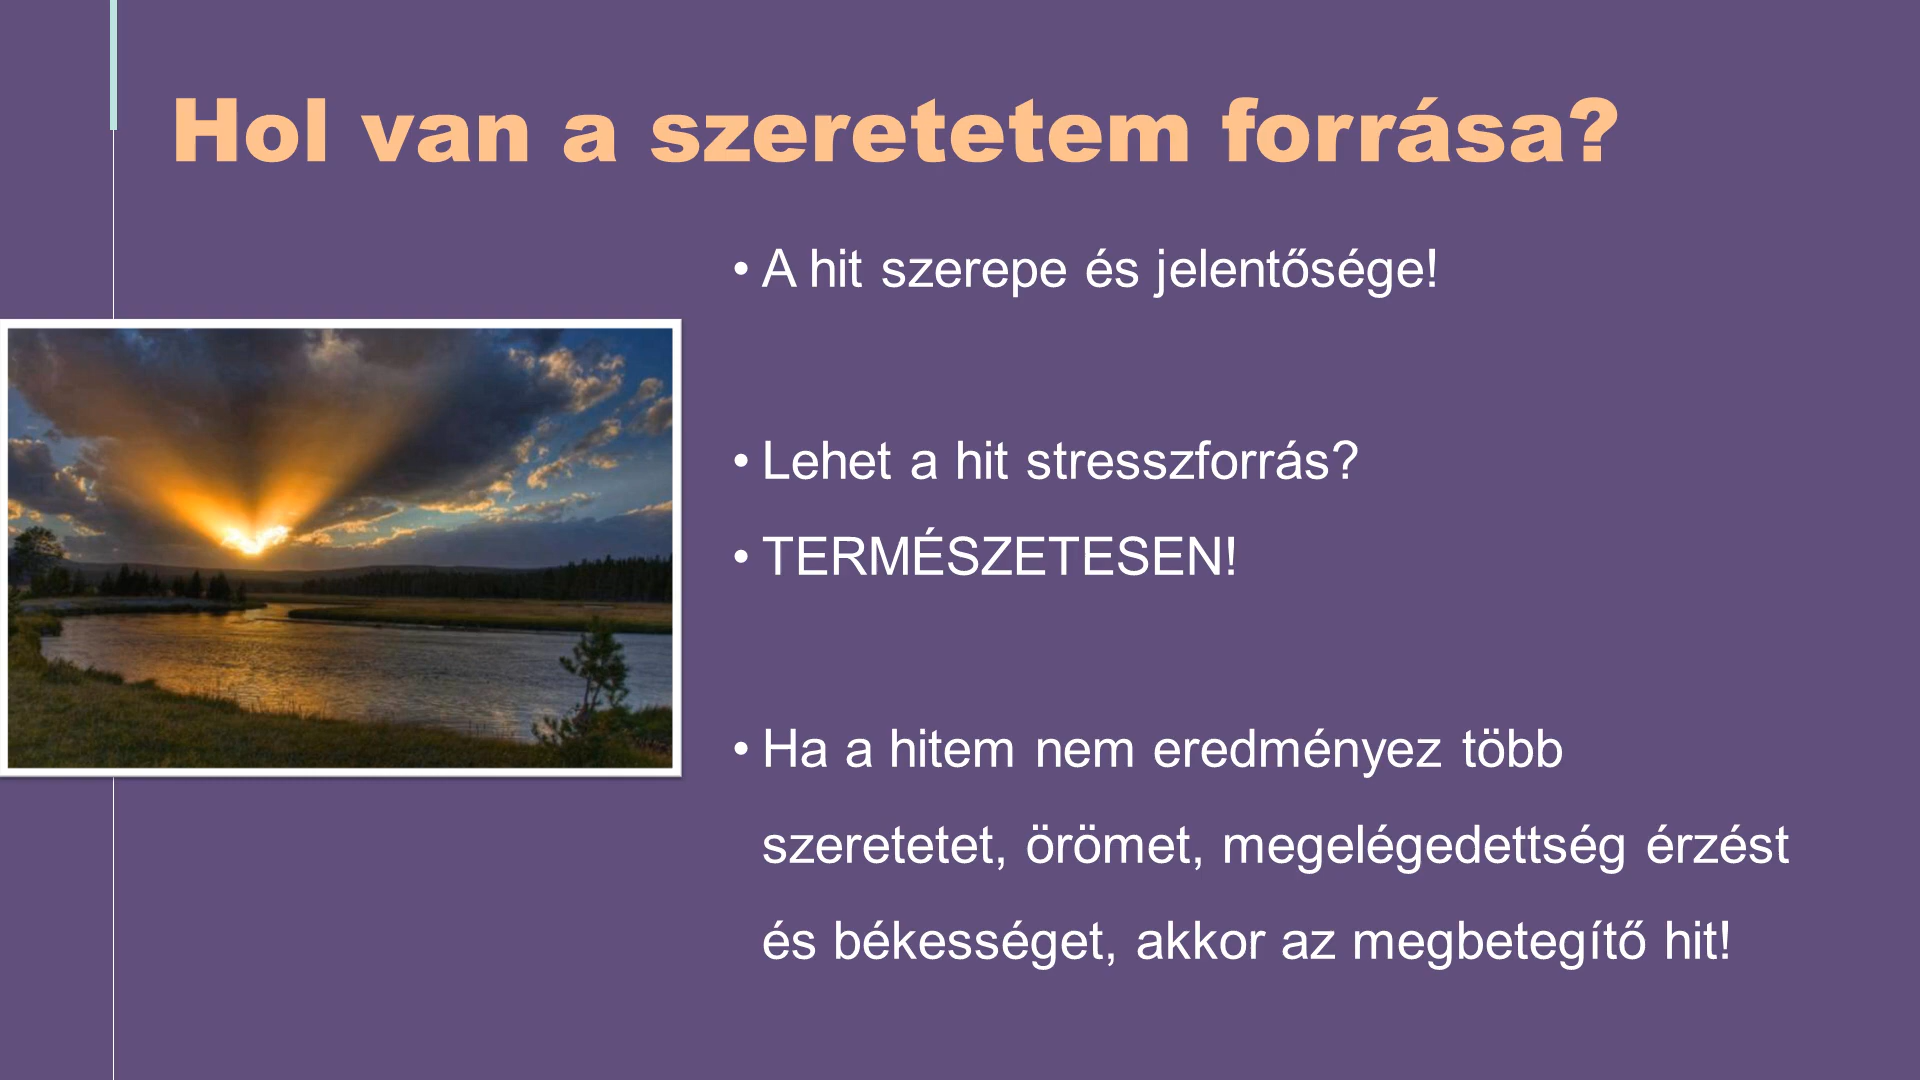 Hol van a szeretetem forrása?
• A hit szerepe és jelentősége!
• Lehet a hit stresszforrás?
• TERMÉSZETESEN!
• Ha a hitem nem eredményez több
szeretetet, örömet, megelégedettség érzést
és békességet, akkor az megbetegítő hit!